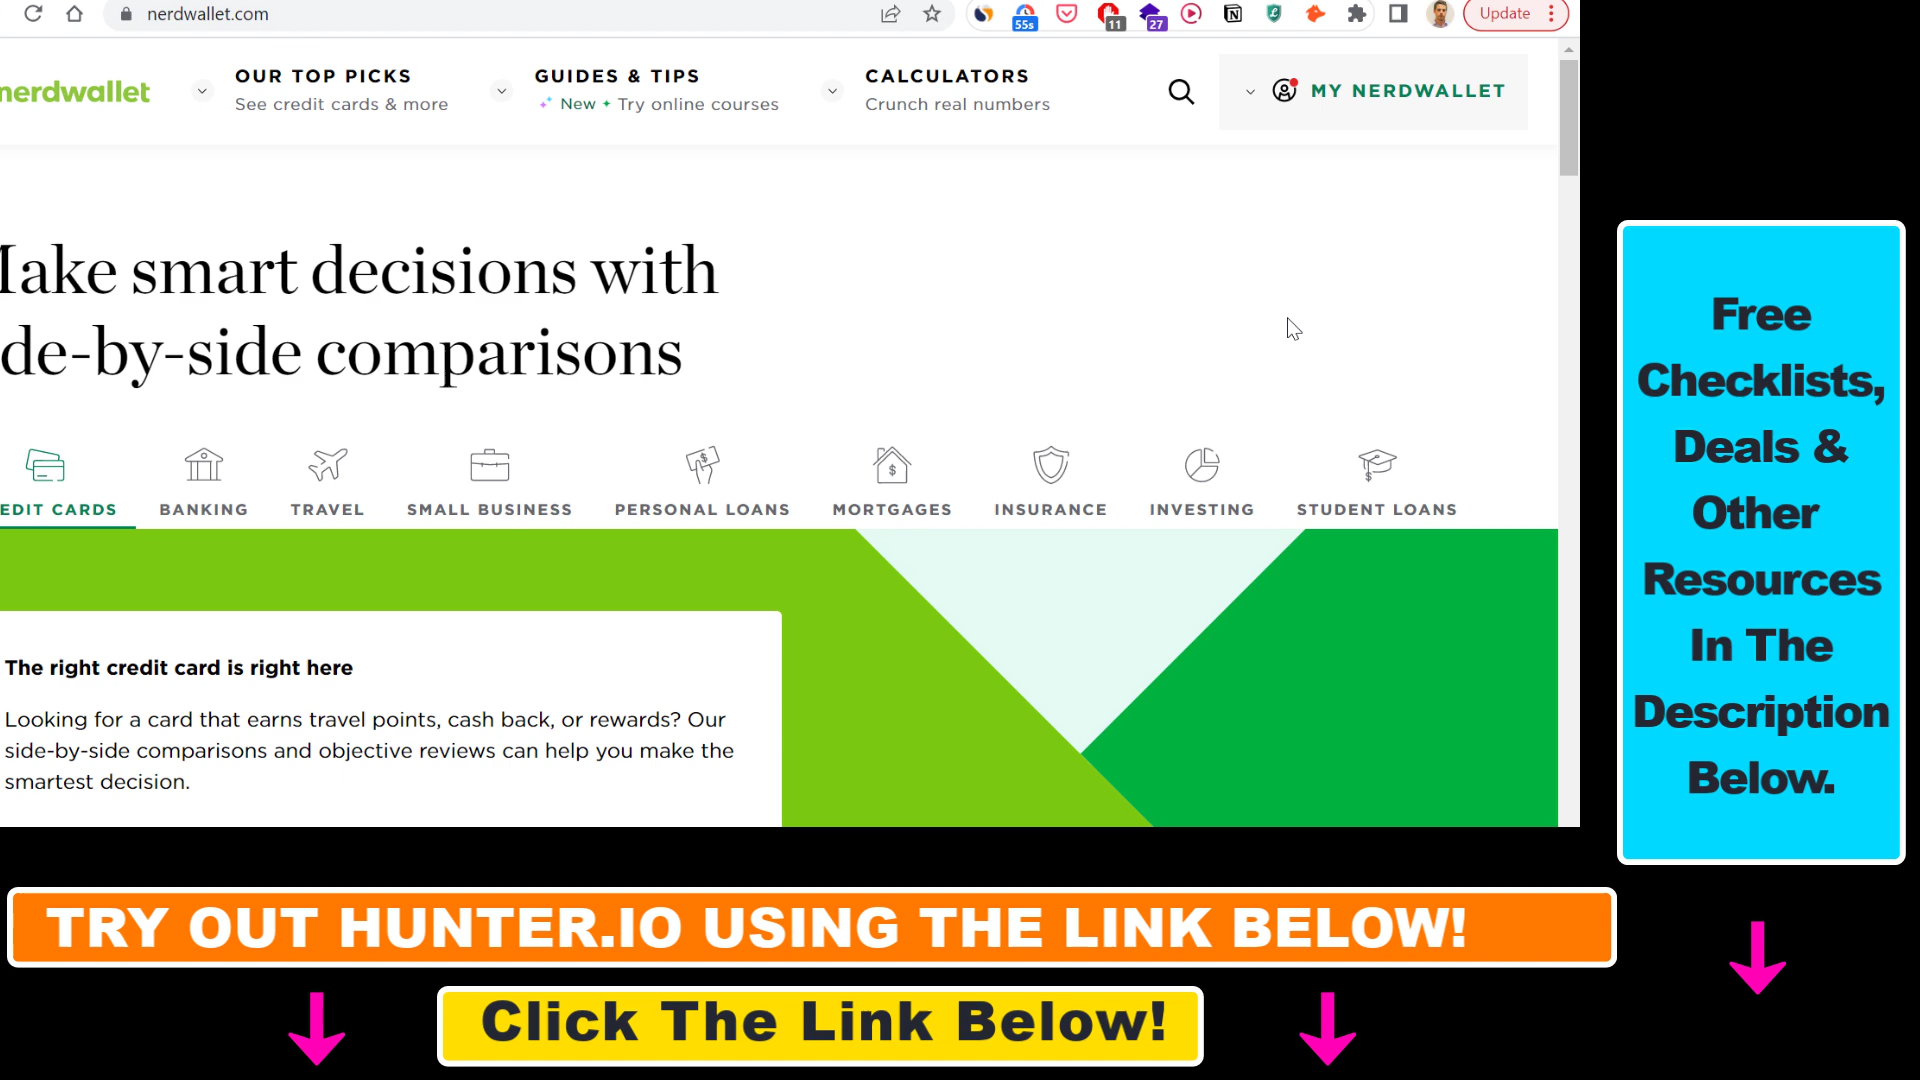 nerdwallet.com
55s
11
27
Update
nerdwallet
OUR TOP PICKS
See credit cards & more
GUIDES & TIPS
New Try online courses
CALCULATORS
Crunch real numbers
MY NERDWALLET
ake smart decisions with
de-by-side comparisons
EDIT CARDS
BANKING
TRAVEL
SMALL BUSINESS
PERSONAL LOANS
MORTGAGES
INSURANCE
INVESTING
STUDENT LOANS
The right credit card is right here
Looking for a card that earns travel points, cash back, or rewards? Our
side-by-side comparisons and objective reviews can help you make the
smartest decision.
Free
Checklists,
Deals &
Other
Resources
In The
Description
Below.
TRY OUT HUNTER.IO USING THE LINK BELOW!
Click The Link Below!